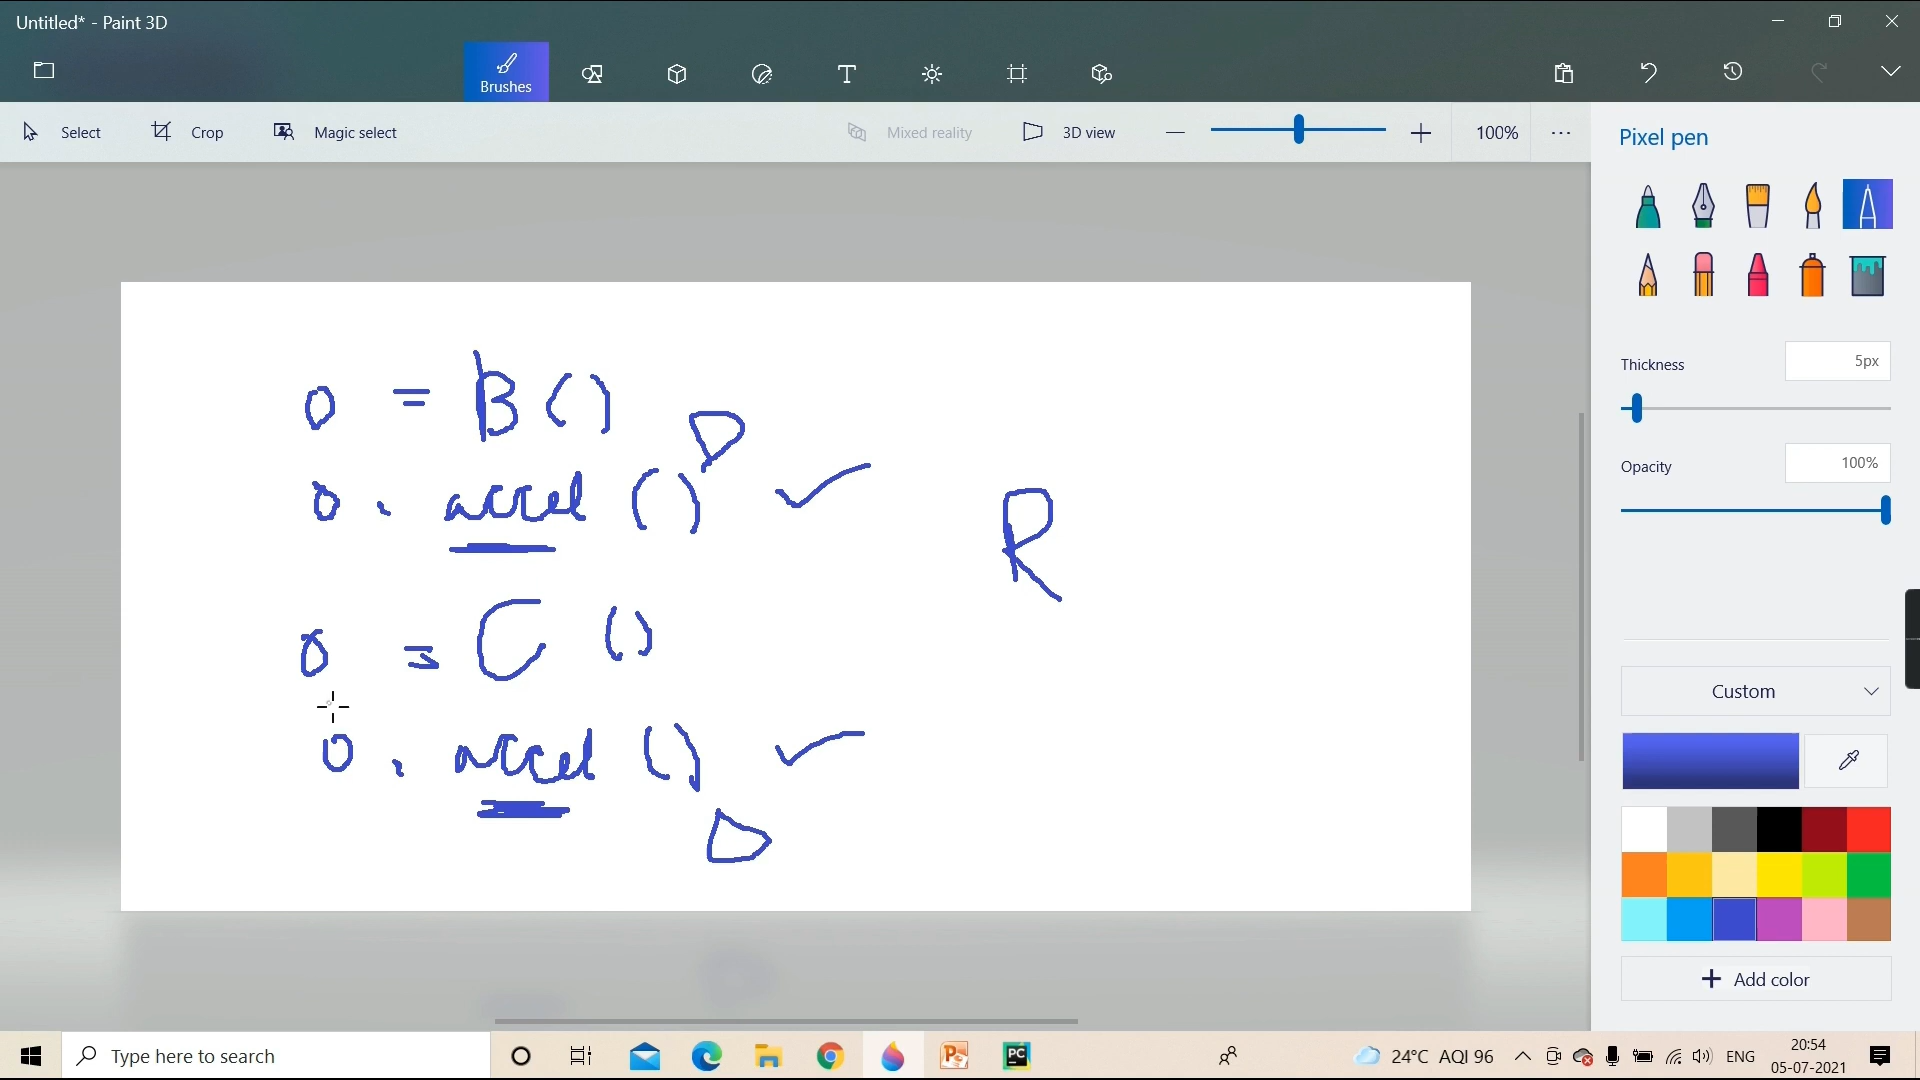 Untitled* - Paint 3D
Brushes
Select Crop Magic select Mixed reality 3D view 100%
Pixel pen
Thickness 5px
Opacity 100%
Custom
Add color
o = B()
D
o. accel()
R
o = C()
o. accel()
D
Type here to search
24°C AQI 96 ENG
20:54
05-07-2021